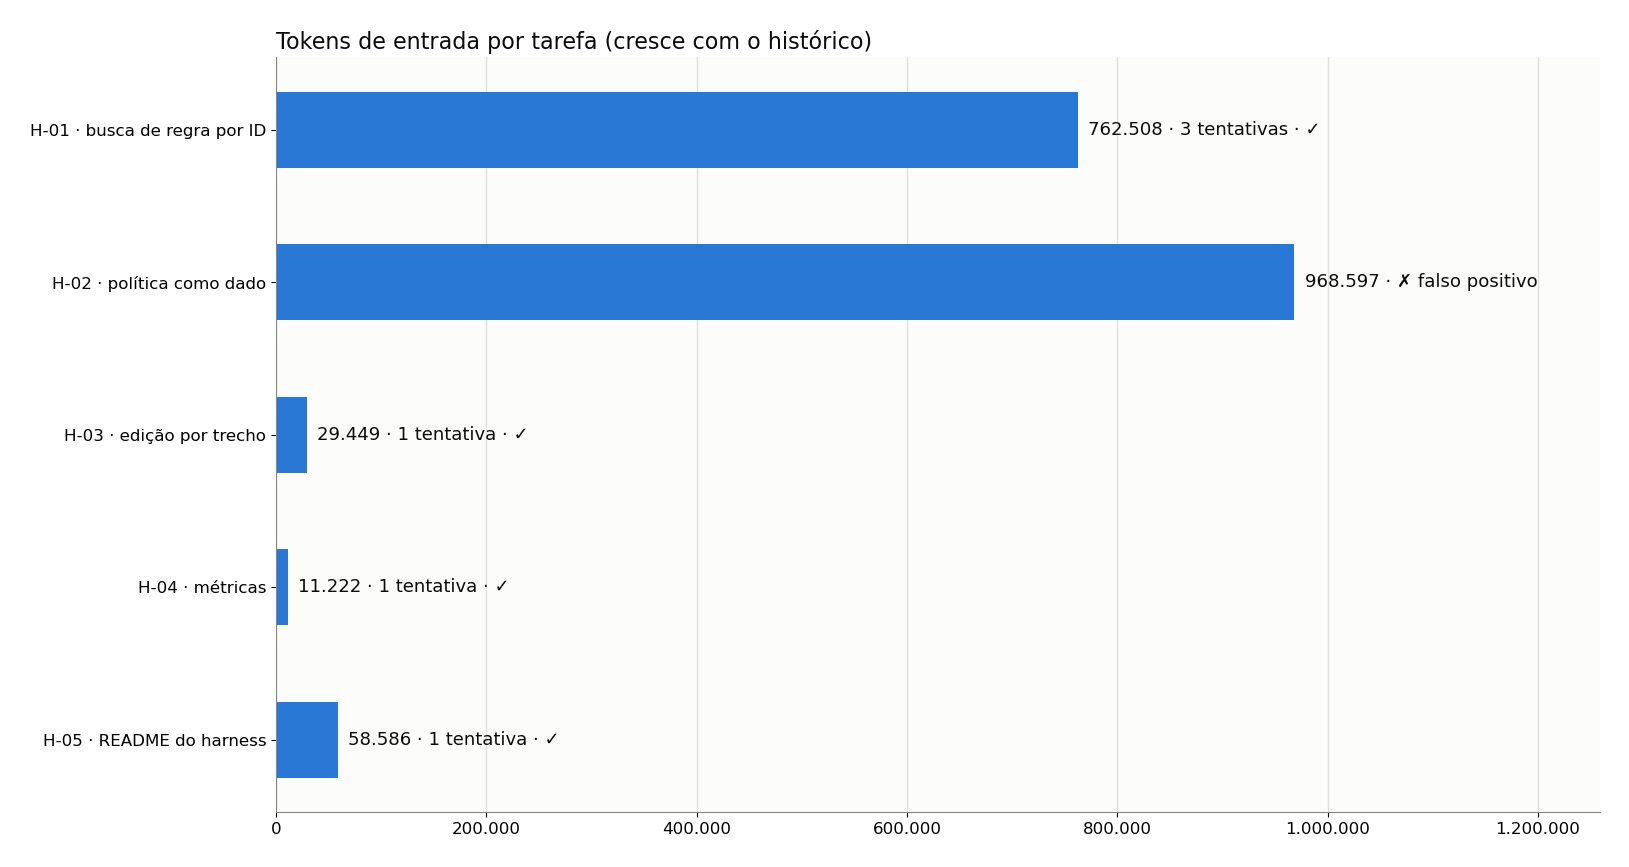 Tokens de entrada por tarefa (cresce com o histórico)
H-01 · busca de regra por ID
762.508 · 3 tentativas · ✓
H-02 · política como dado
968.597 · ✗ falso positivo
H-03 · edição por trecho
29.449 · 1 tentativa · ✓
H-04 · métricas
11.222 · 1 tentativa · ✓
H-05 · README do harness
58.586 · 1 tentativa · ✓
0 200.000 400.000 600.000 800.000 1.000.000 1.200.000